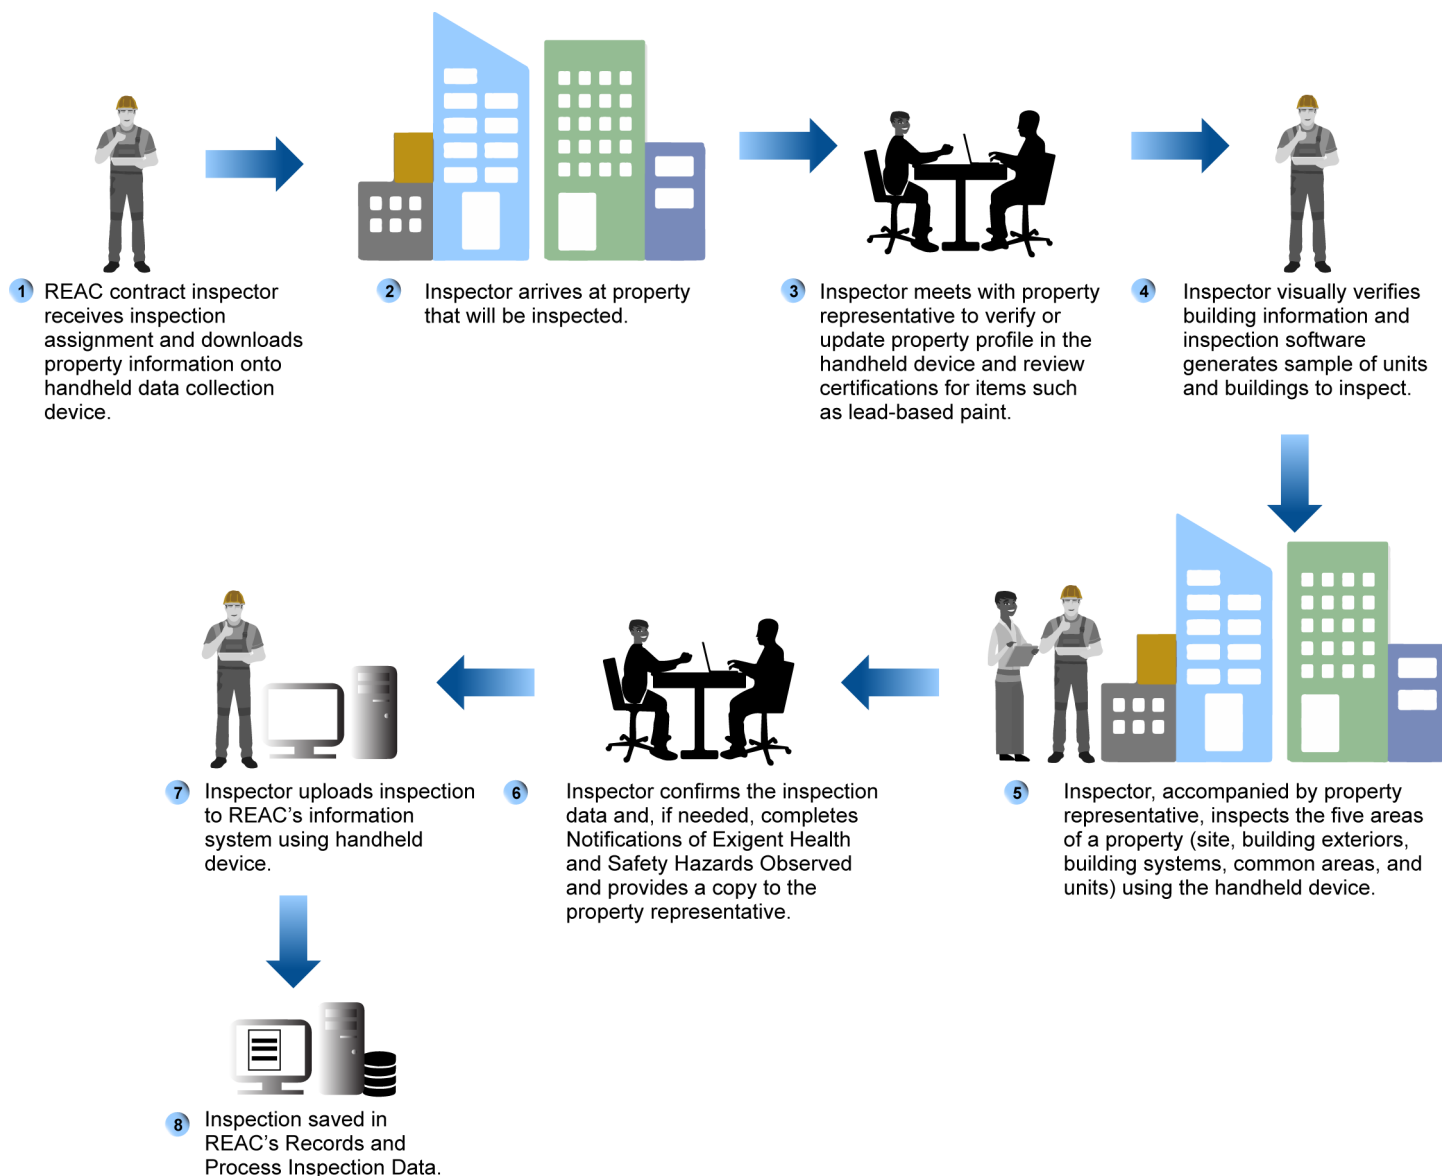 1 REAC contract inspector
receives inspection
assignment and downloads
property information onto
handheld data collection
device.
2 Inspector arrives at property
that will be inspected.
3 Inspector meets with property
representative to verify or
update property profile in the
handheld device and review
certifications for items such
as lead-based paint.
4 Inspector visually verifies
building information and
inspection software
generates sample of units
and buildings to inspect.
5 Inspector, accompanied by property
representative, inspects the five areas
of a property (site, building exteriors,
building systems, common areas, and
units) using the handheld device.
6 Inspector confirms the inspection
data and, if needed, completes
Notifications of Exigent Health
and Safety Hazards Observed
and provides a copy to the
property representative.
7 Inspector uploads inspection
to REAC’s information
system using handheld
device.
8 Inspection saved in
REAC’s Records and
Process Inspection Data.